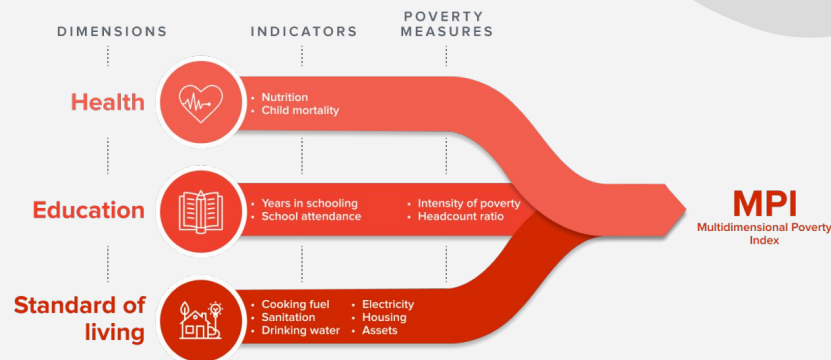 DIMENSIONS
INDICATORS
POVERTY
MEASURES
Health
• Nutrition
• Child mortality
Education
• Years in schooling
• School attendance
• Intensity of poverty
• Headcount ratio
MPI
Multidimensional Poverty
Index
Standard of
living
• Cooking fuel
• Sanitation
• Drinking water
• Electricity
• Housing
• Assets